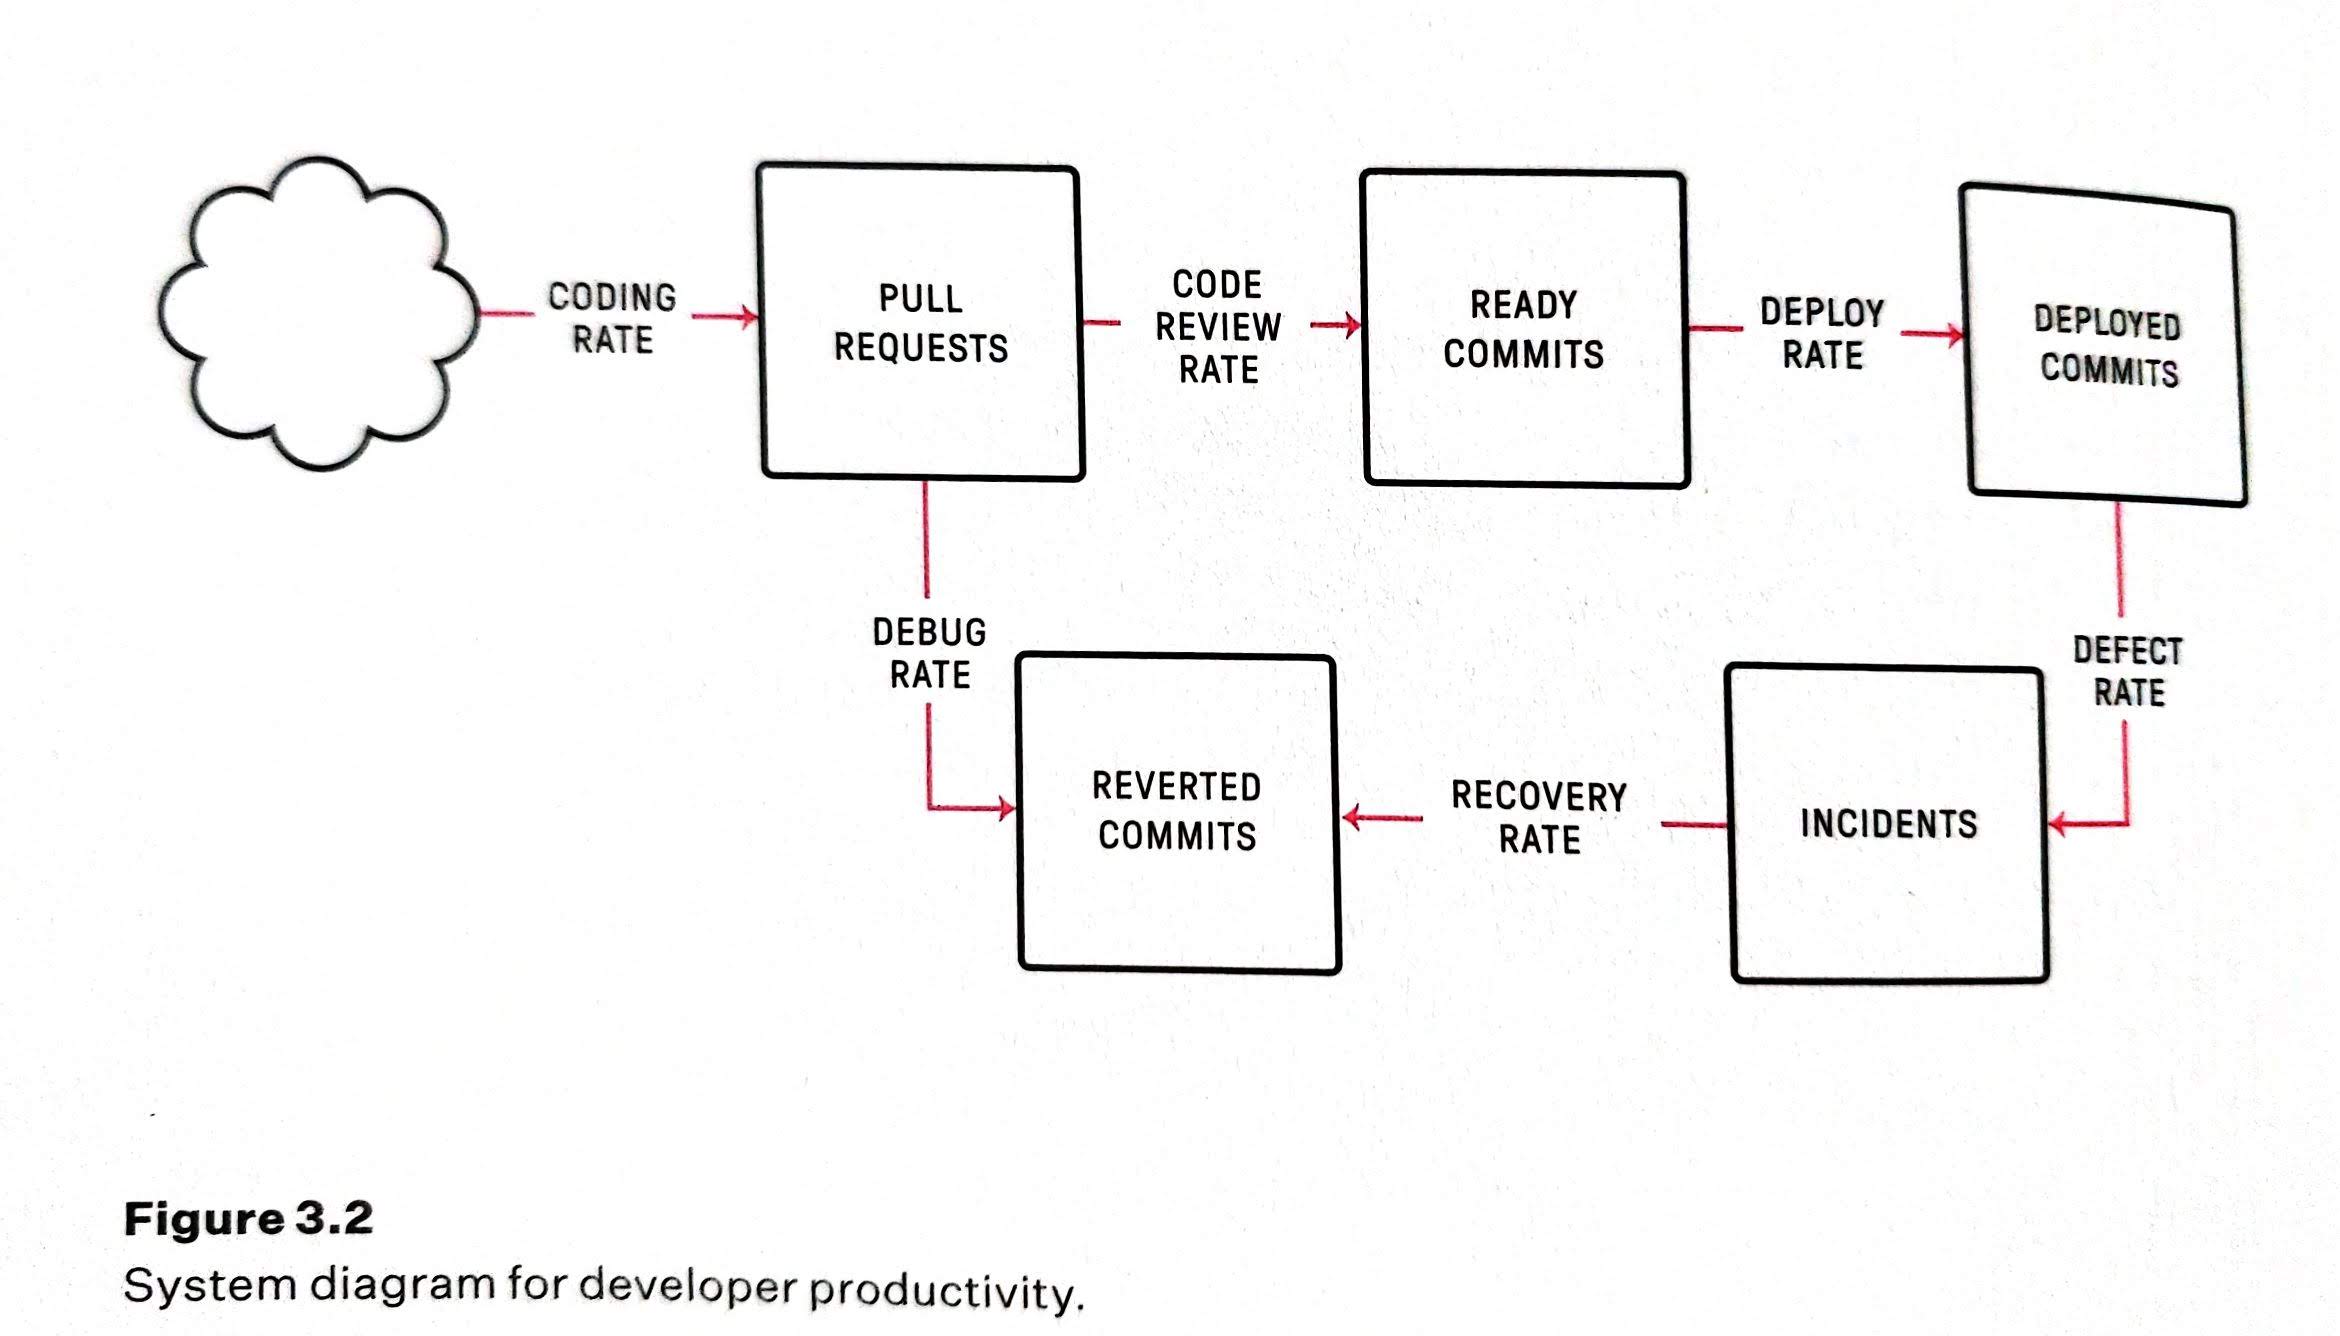 CODING
RATE
PULL
REQUESTS
CODE
REVIEW
RATE
READY
COMMITS
DEPLOY
RATE
DEPLOYED
COMMITS
DEBUG
RATE
DEFECT
RATE
REVERTED
COMMITS
RECOVERY
RATE
INCIDENTS
Figure 3.2
System diagram for developer productivity.